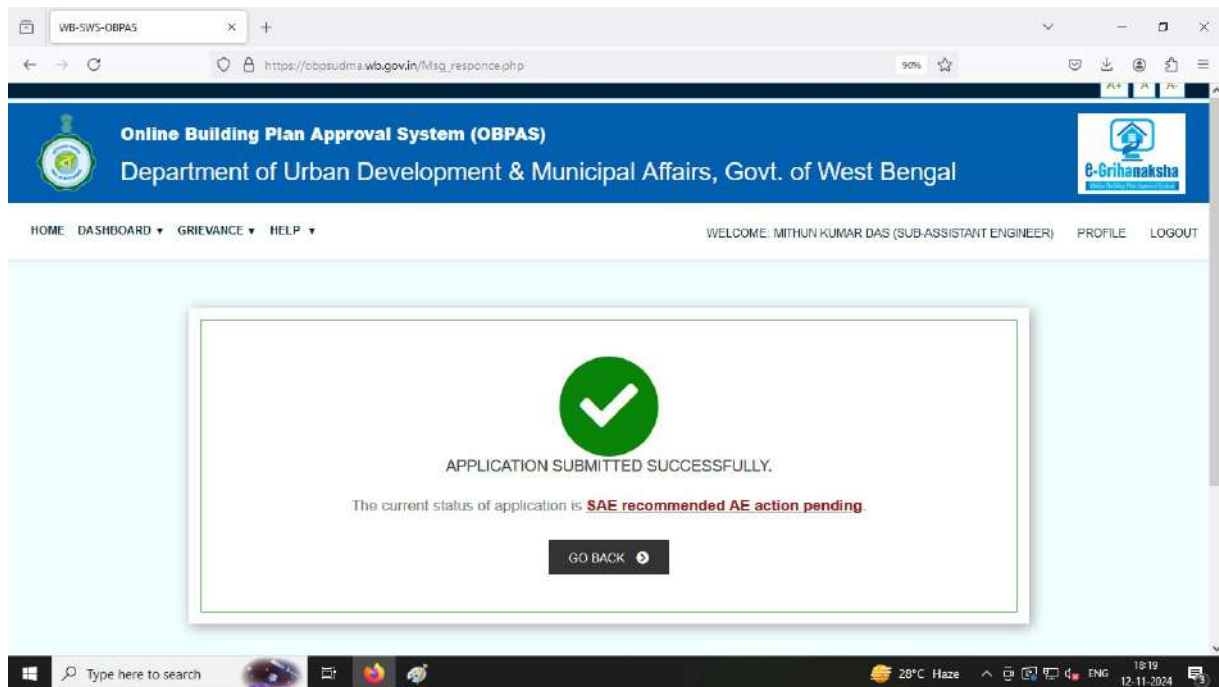 WB-SWS-OBPAS
https://obpsudma.wb.gov.in/Msg_responce.php
90%
A+ A A-
Online Building Plan Approval System (OBPAS)
Department of Urban Development & Municipal Affairs, Govt. of West Bengal
e-Grihanaksha
HOME DASHBOARD GRIEVANCE HELP
WELCOME: MITHUN KUMAR DAS (SUB-ASSISTANT ENGINEER) PROFILE LOGOUT
APPLICATION SUBMITTED SUCCESSFULLY.
The current status of application is SAE recommended AE action pending.
GO BACK
Type here to search
28°C Haze
ENG
18:19
12-11-2024